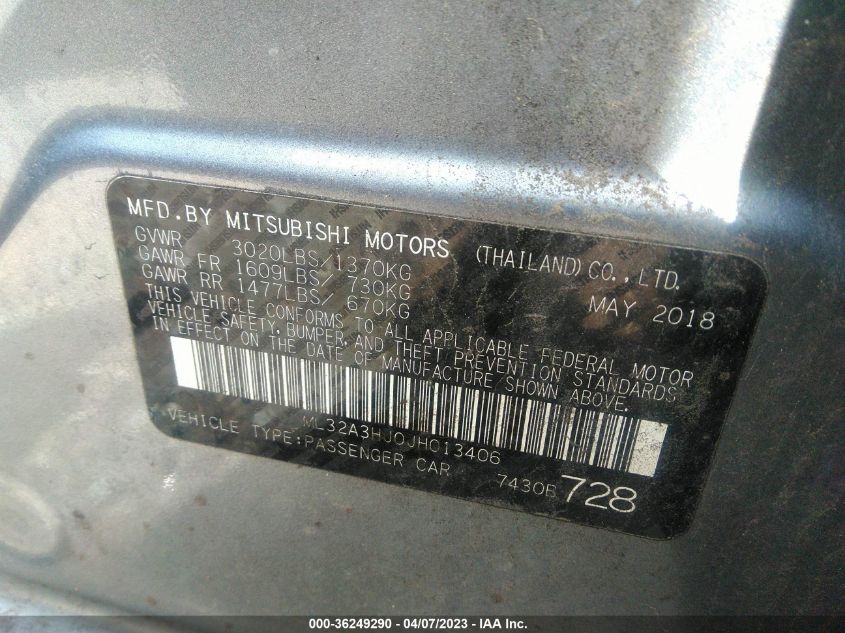 MFD.BY MITSUBISHI MOTORS (THAILAND) CO., LTD.
GVWR 3020LBS/1370KG MAY 2018
GAWR FR 1609LBS/ 730KG
GAWR RR 1477LBS/ 670KG
THIS VEHICLE CONFORMS TO ALL APPLICABLE FEDERAL MOTOR
VEHICLE SAFETY, BUMPER, AND THEFT PREVENTION STANDARDS
IN EFFECT ON THE DATE OF MANUFACTURE SHOWN ABOVE.
ML32A3HJ0JH013406
VEHICLE TYPE:PASSENGER CAR 7430B 728
000-36249290 - 04/07/2023 - IAA Inc.